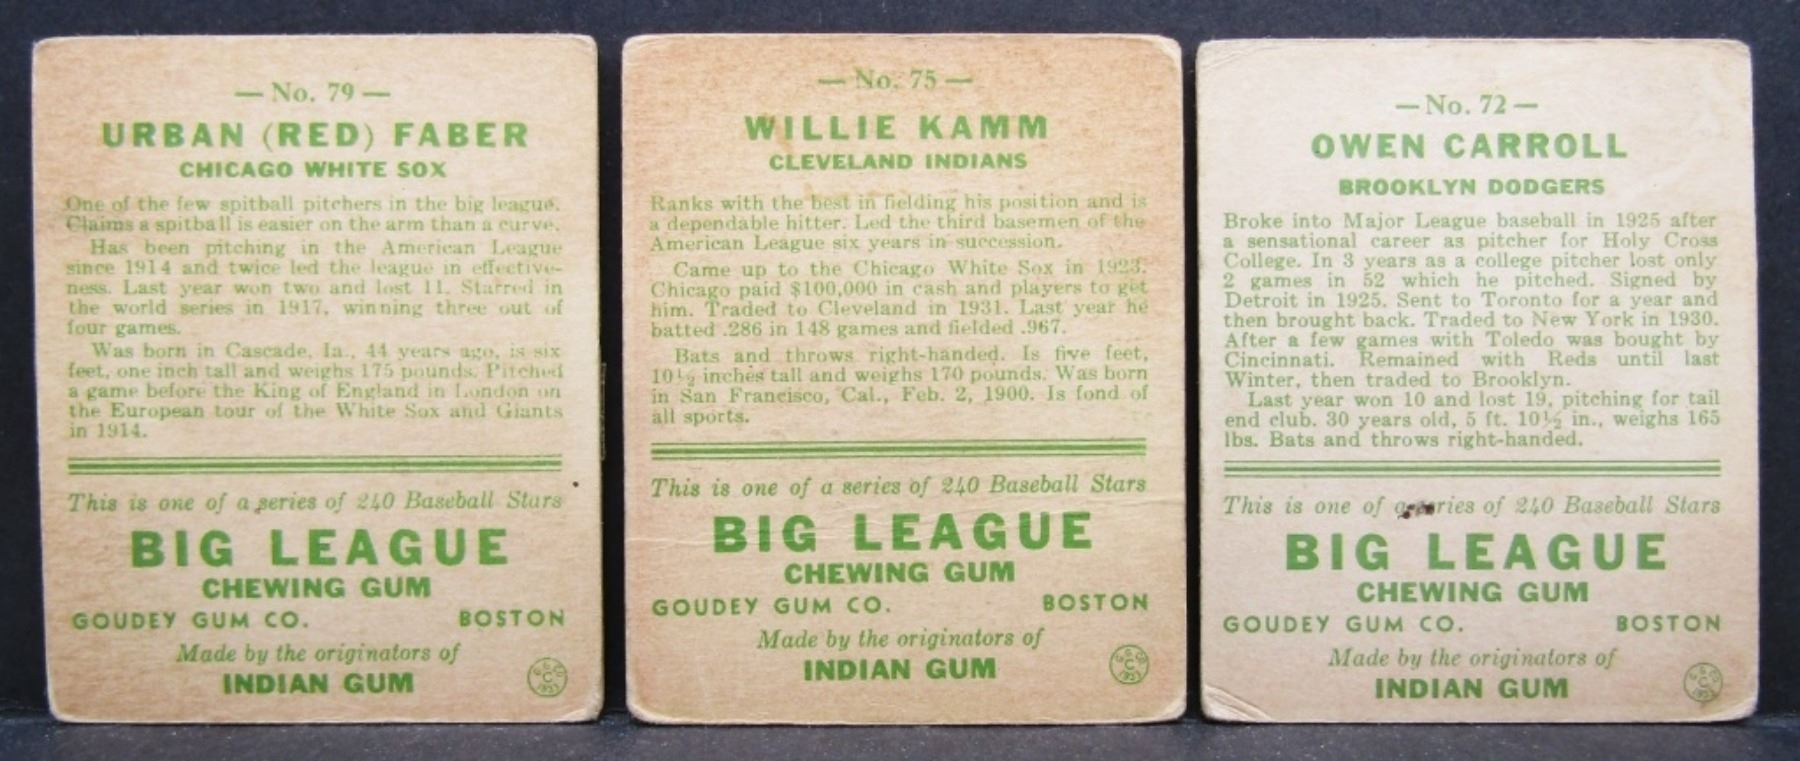 — No. 79 —
URBAN (RED) FABER
CHICAGO WHITE SOX
One of the few spitball pitchers in the big league.
Claims a spitball is easier on the arm than a curve.
Has been pitching in the American League
since 1914 and twice led the league in effective-
ness. Last year won two and lost 11. Starred in
the world series in 1917, winning three out of
four games.
Was born in Cascade, Ia., 44 years ago, is six
feet, one inch tall and weighs 175 pounds. Pitched
a game before the King of England in London on
the European tour of the White Sox and Giants
in 1914.
This is one of a series of 240 Baseball Stars
BIG LEAGUE
CHEWING GUM
GOUDEY GUM CO. BOSTON
Made by the originators of
INDIAN GUM
G. G. CO.
C
1933
— No. 75 —
WILLIE KAMM
CLEVELAND INDIANS
Ranks with the best in fielding his position and is
a dependable hitter. Led the third basemen of the
American League six years in succession.
Came up to the Chicago White Sox in 1923.
Chicago paid $100,000 in cash and players to get
him. Traded to Cleveland in 1931. Last year he
batted .286 in 148 games and fielded .967.
Bats and throws right-handed. Is five feet,
10½ inches tall and weighs 170 pounds. Was born
in San Francisco, Cal., Feb. 2, 1900. Is fond of
all sports.
This is one of a series of 240 Baseball Stars
BIG LEAGUE
CHEWING GUM
GOUDEY GUM CO. BOSTON
Made by the originators of
INDIAN GUM
G. G. CO.
C
1933
— No. 72 —
OWEN CARROLL
BROOKLYN DODGERS
Broke into Major League baseball in 1925 after
a sensational career as pitcher for Holy Cross
College. In 3 years as a college pitcher lost only
2 games in 52 which he pitched. Signed by
Detroit in 1925. Sent to Toronto for a year and
then brought back. Traded to New York in 1930.
After a few games with Toledo was bought by
Cincinnati. Remained with Reds until last
Winter, then traded to Brooklyn.
Last year won 10 and lost 19, pitching for tail
end club. 30 years old, 5 ft. 10½ in., weighs 165
lbs. Bats and throws right-handed.
This is one of a series of 240 Baseball Stars
BIG LEAGUE
CHEWING GUM
GOUDEY GUM CO. BOSTON
Made by the originators of
INDIAN GUM
G. G. CO.
C
1933